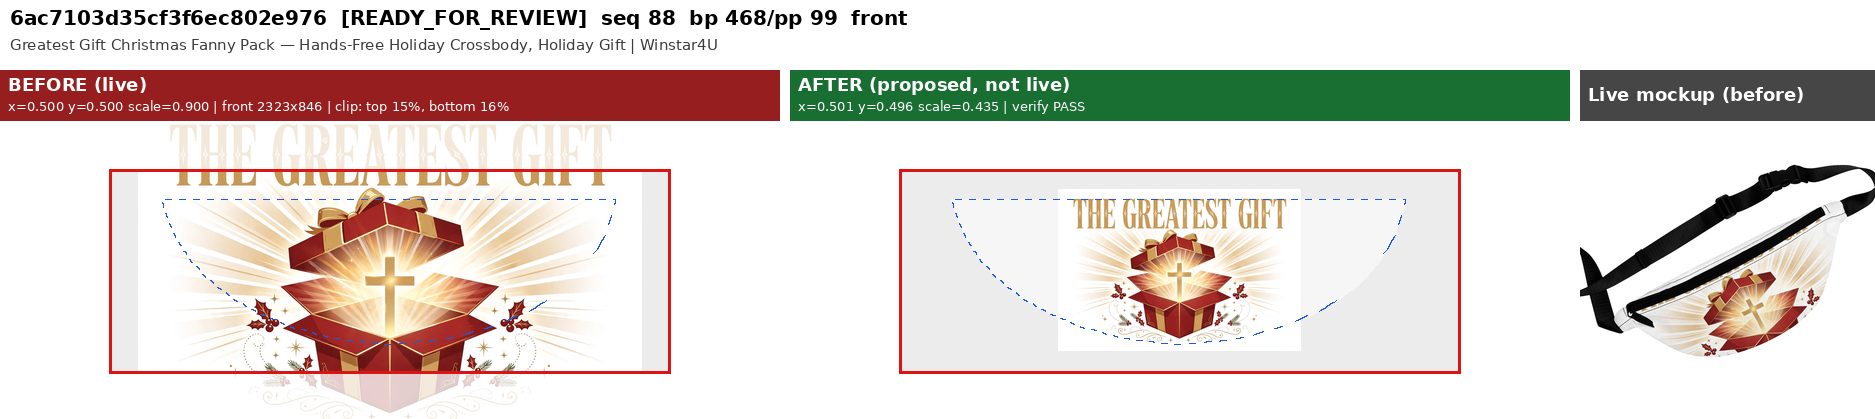 6ac7103d35cf3f6ec802e976 [READY_FOR_REVIEW] seq 88 bp 468/pp 99 front
Greatest Gift Christmas Fanny Pack — Hands-Free Holiday Crossbody, Holiday Gift | Winstar4U
BEFORE (live)
x=0.500 y=0.500 scale=0.900 | front 2323x846 | clip: top 15%, bottom 16%
AFTER (proposed, not live)
x=0.501 y=0.496 scale=0.435 | verify PASS
Live mockup (before)
THE GREATEST GIFT
THE GREATEST GIFT